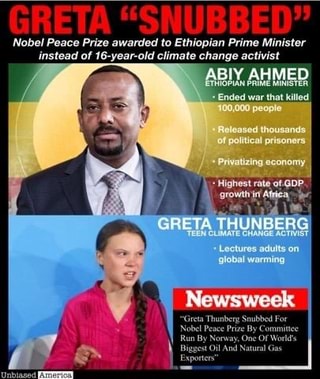 GRETA “SNUBBED”
Nobel Peace Prize awarded to Ethiopian Prime Minister
instead of 16-year-old climate change activist
ABIY AHMED
ETHIOPIAN PRIME MINISTER
• Ended war that killed
100,000 people
• Released thousands
of political prisoners
• Privatizing economy
• Highest rate of GDP
growth in Africa
GRETA THUNBERG
TEEN CLIMATE CHANGE ACTIVIST
• Lectures adults on
global warming
Newsweek
“Greta Thunberg Snubbed For
Nobel Peace Prize By Committee
Run By Norway, One Of World's
Biggest Oil And Natural Gas
Exporters”
Unbiased America